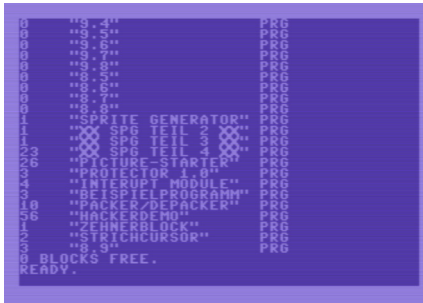 0 "9.4" PRG
0 "9.5" PRG
0 "9.6" PRG
0 "9.7" PRG
0 "9.8" PRG
0 "8.5" PRG
0 "8.6" PRG
0 "8.7" PRG
0 "8.8" PRG
1 "SPRITE GENERATOR" PRG
1 "╳╳ SPG TEIL 2 ╳╳" PRG
1 "╳╳ SPG TEIL 3 ╳╳" PRG
23 "╳╳ SPG TEIL 4 ╳╳" PRG
26 "PICTURE-STARTER" PRG
3 "PROTECTOR 1.0" PRG
4 "INTERUPT MODULE" PRG
3 "BEISPIELPROGRAMM" PRG
10 "PACKER/DEPACKER" PRG
56 "HACKERDEMO" PRG
1 "ZEHNERBLOCK" PRG
2 "STRICHCURSOR" PRG
3 "8.9" PRG
0 BLOCKS FREE.
READY.